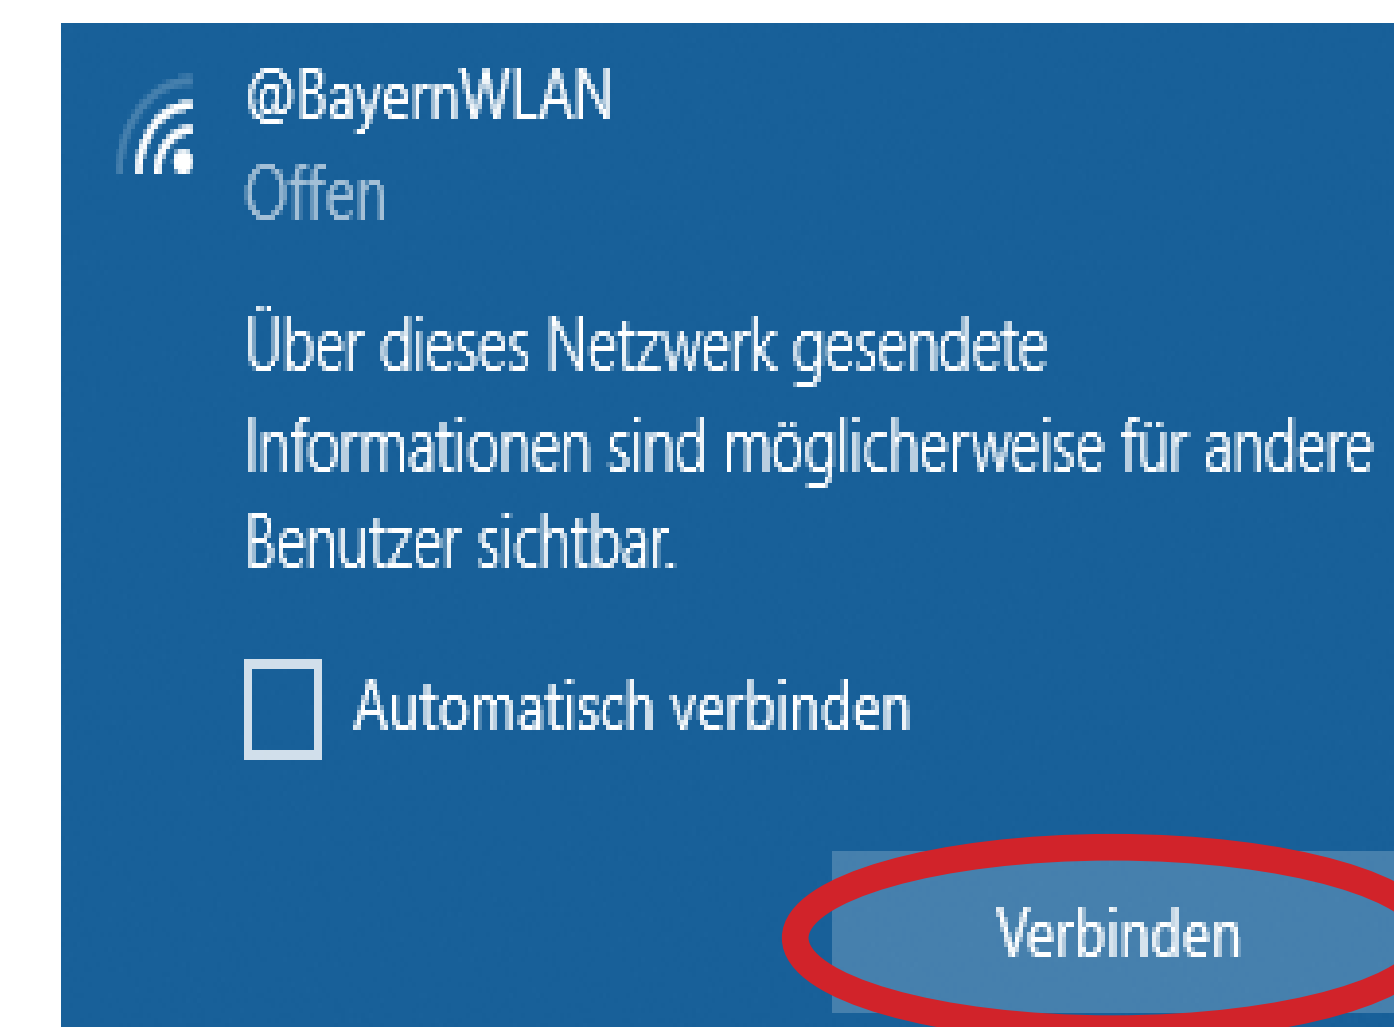 @BayernWLAN
Offen
Über dieses Netzwerk gesendete
Informationen sind möglicherweise für andere
Benutzer sichtbar.
Automatisch verbinden
Verbinden